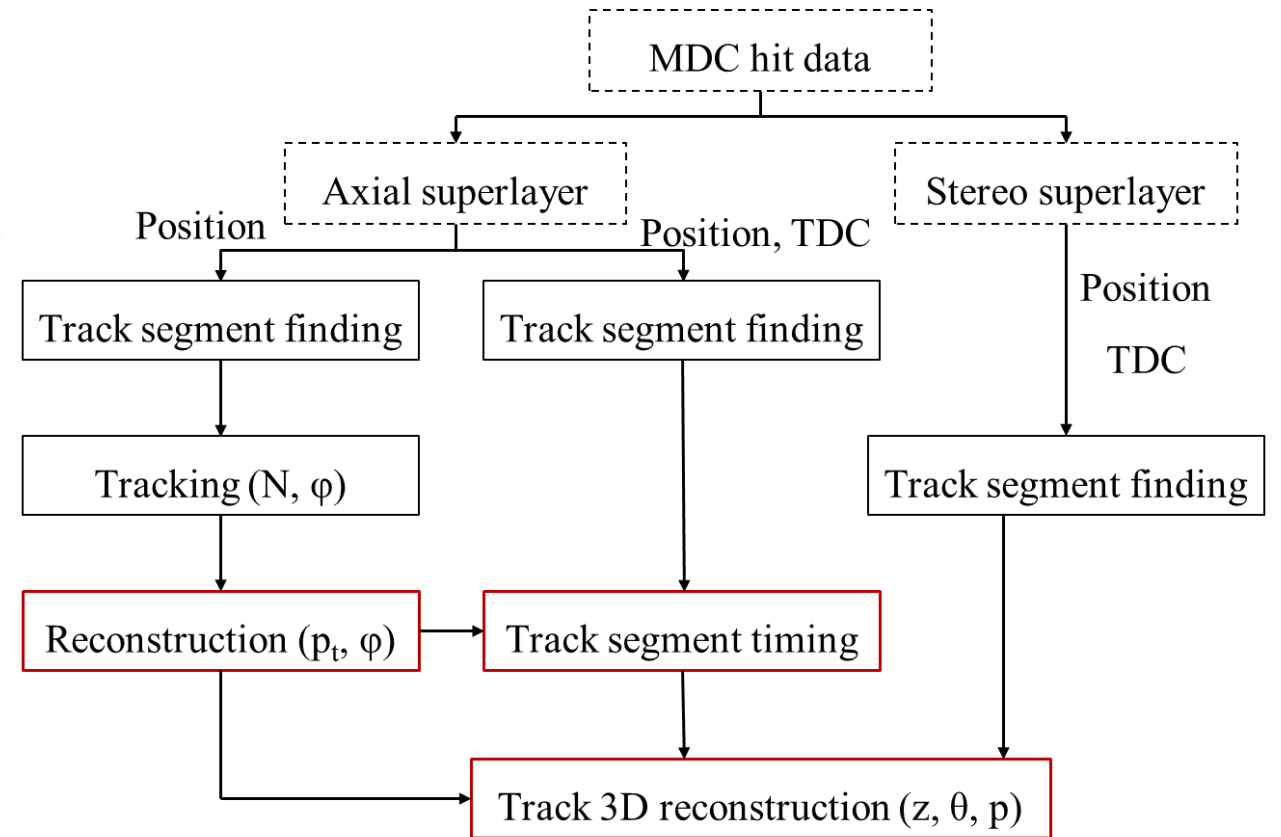 MDC hit data
Axial superlayer
Stereo superlayer
Position
Position, TDC
Position
TDC
Track segment finding
Track segment finding
Tracking (N, φ)
Track segment finding
Reconstruction (pt, φ)
Track segment timing
Track 3D reconstruction (z, θ, p)